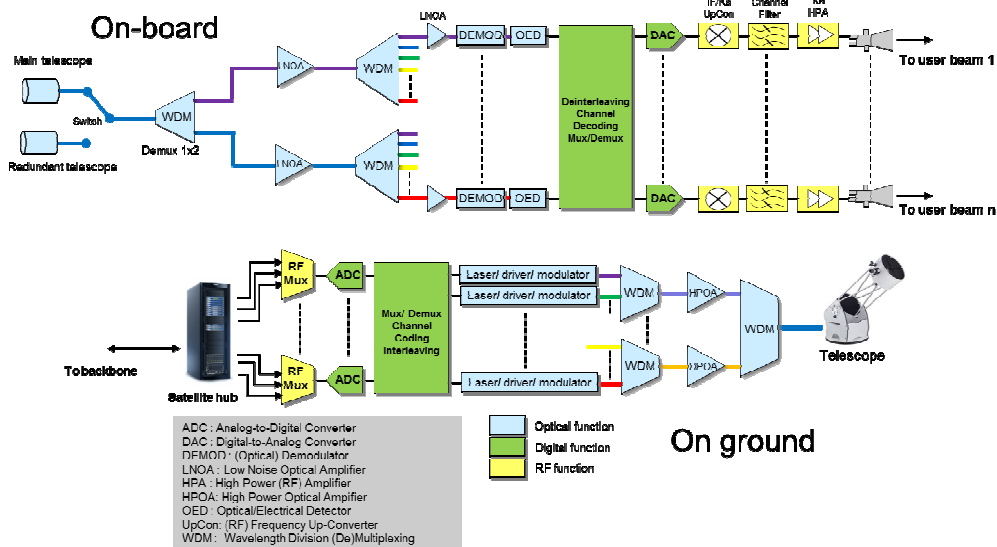 On-board
LNOA
IF/Ka
UpCon
Channel
Filter
Ka
HPA
Main telescope
Switch
Redundant telescope
WDM
Demux 1x2
LNOA
WDM
DEMOD
OED
DAC
To user beam 1
Deinterleaving
Channel
Decoding
Mux/Demux
LNOA
WDM
DEMOD
OED
DAC
To user beam n
To backbone
Satellite hub
RF
Mux
ADC
RF
Mux
ADC
Mux/ Demux
Channel
Coding
Interleaving
Laser/ driver/ modulator
Laser/ driver/ modulator
Laser/ driver/ modulator
WDM
HPOA
WDM
HPOA
WDM
Telescope
ADC : Analog-to-Digital Converter
DAC : Digital-to-Analog Converter
DEMOD : (Optical) Demodulator
LNOA : Low Noise Optical Amplifier
HPA : High Power (RF) Amplifier
HPOA: High Power Optical Ampifier
OED : Optical/Electrical Detector
UpCon: (RF) Frequency Up-Converter
WDM : Wavelength Division (De)Multiplexing
Optical function
Digital function
RF function
On ground